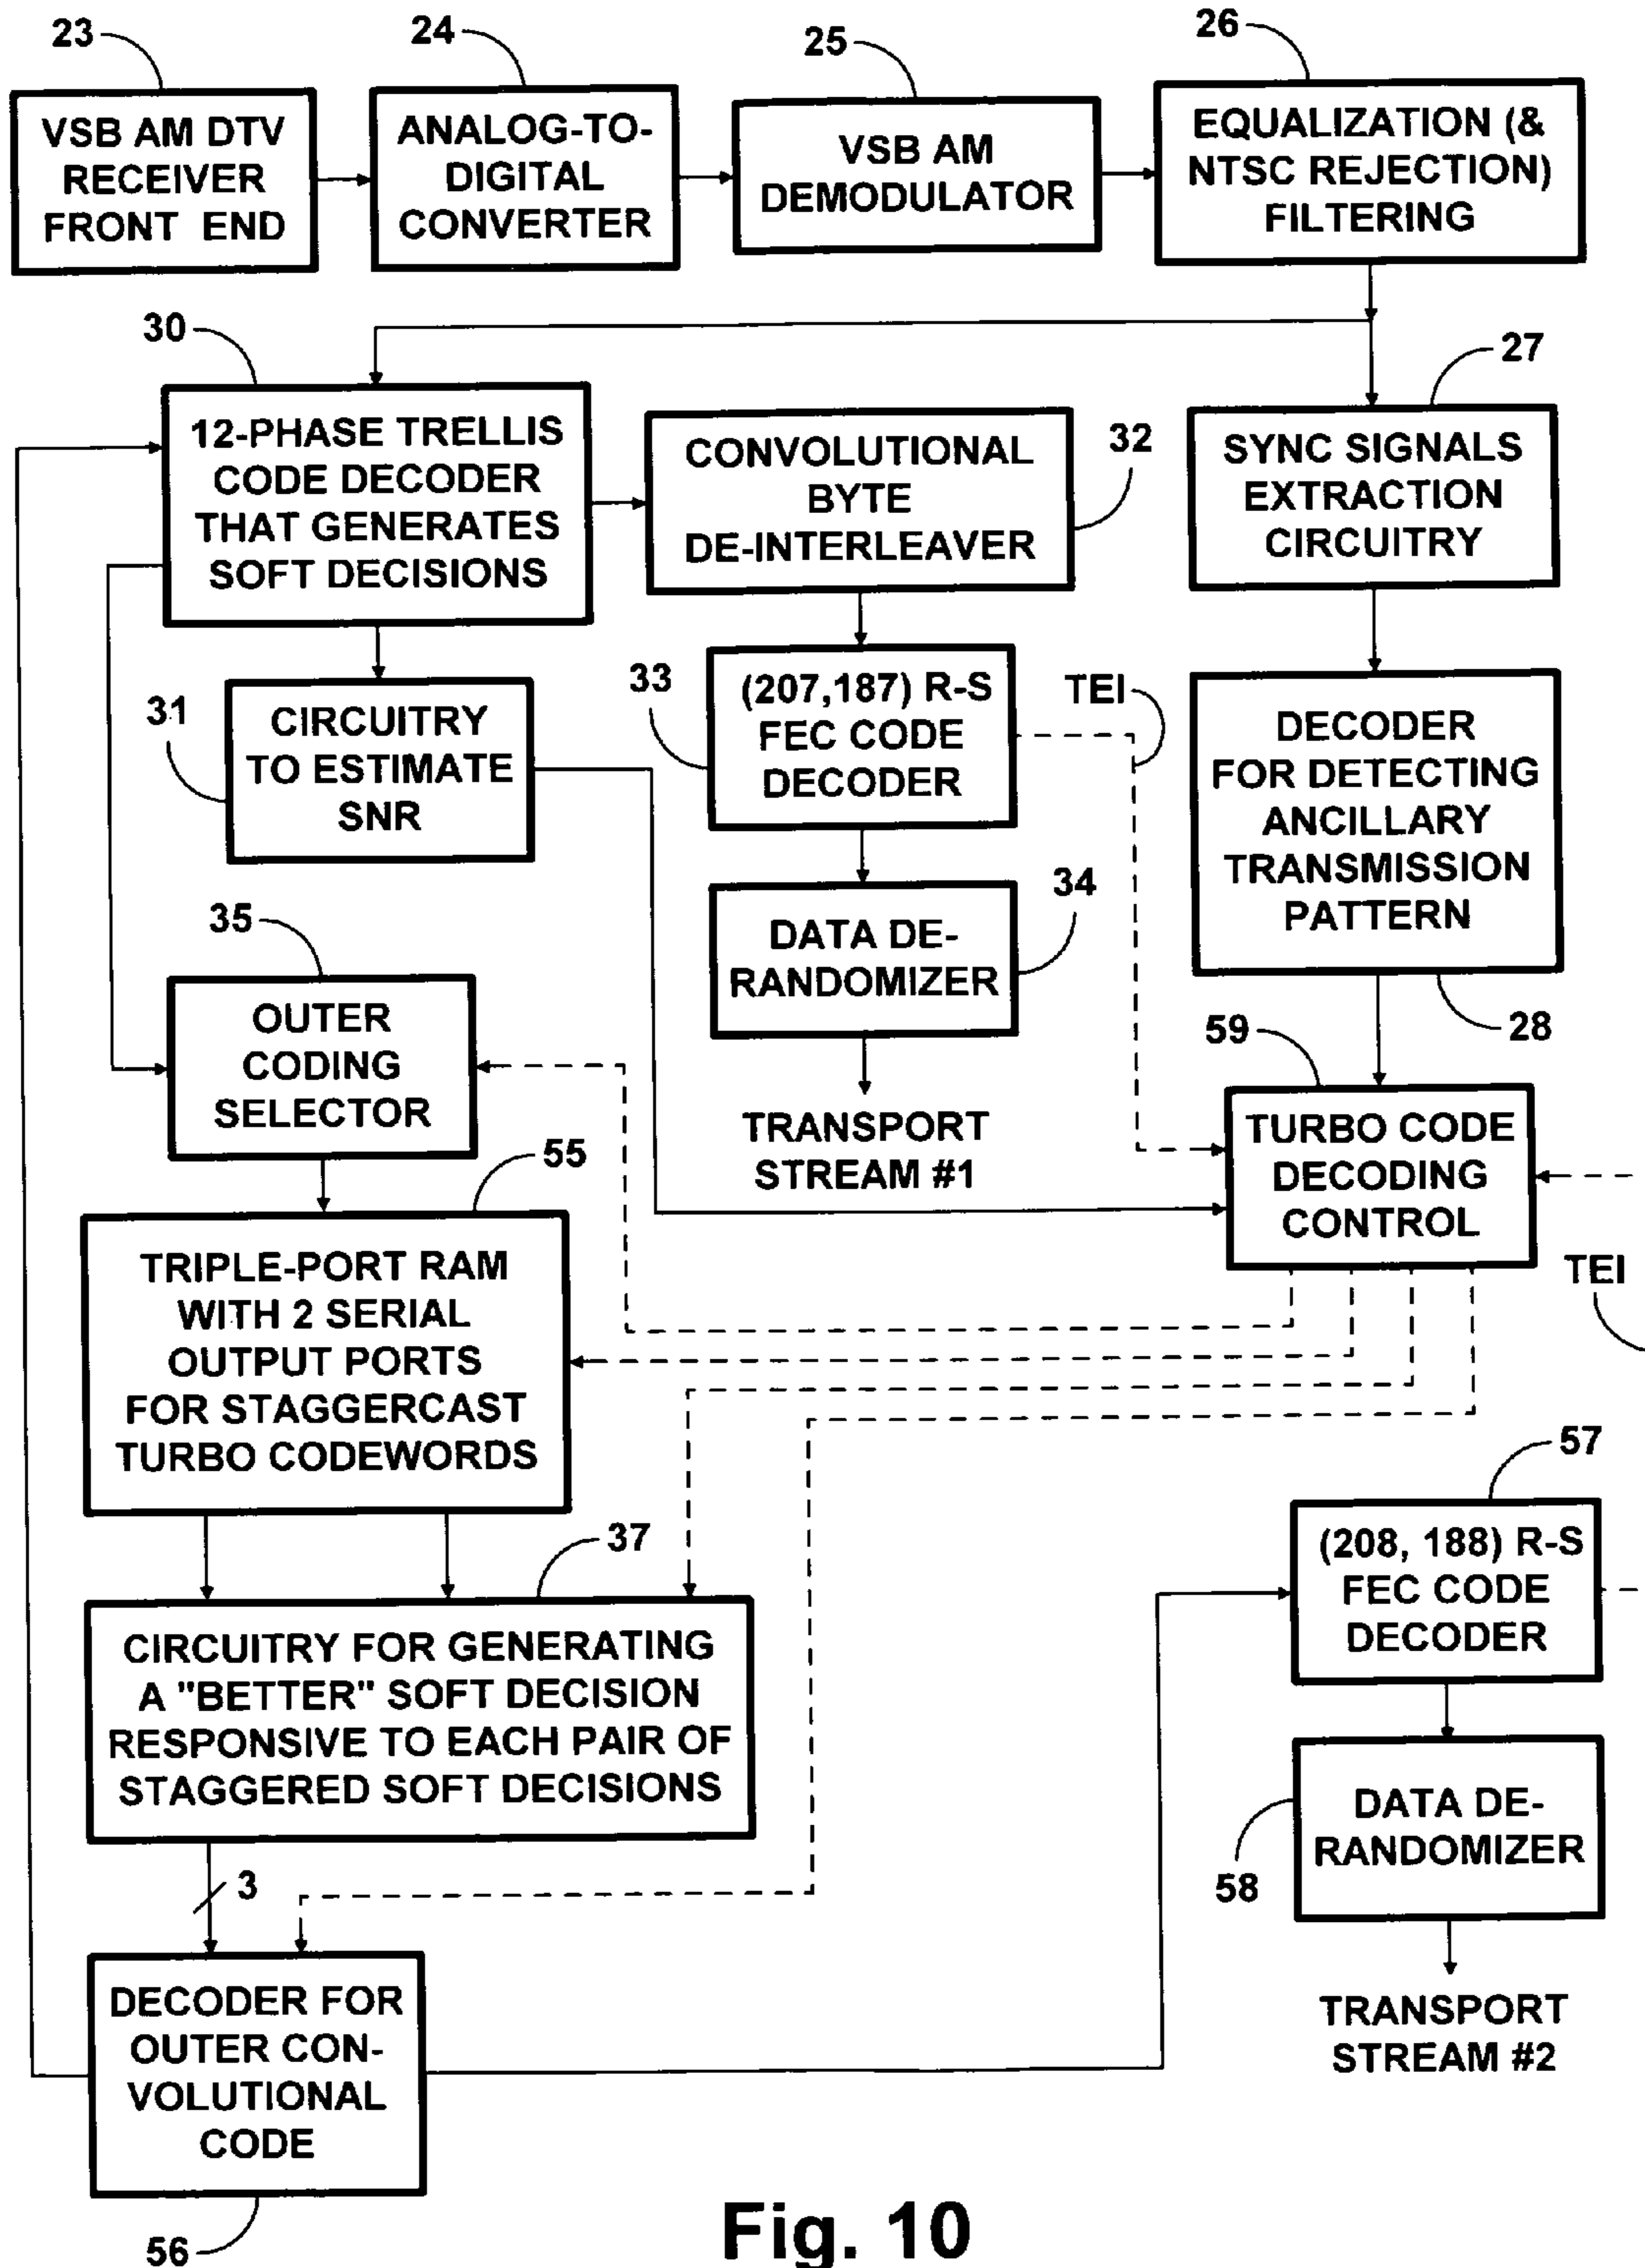 23
VSB AM DTV
RECEIVER
FRONT END
24
ANALOG-TO-
DIGITAL
CONVERTER
25
VSB AM
DEMODULATOR
26
EQUALIZATION (&
NTSC REJECTION)
FILTERING
30
12-PHASE TRELLIS
CODE DECODER
THAT GENERATES
SOFT DECISIONS
CONVOLUTIONAL
BYTE
DE-INTERLEAVER
32
27
SYNC SIGNALS
EXTRACTION
CIRCUITRY
31
CIRCUITRY
TO ESTIMATE
SNR
33
(207,187) R-S
FEC CODE
DECODER
TEI
DECODER
FOR DETECTING
ANCILLARY
TRANSMISSION
PATTERN
28
34
DATA DE-
RANDOMIZER
TRANSPORT
STREAM #1
35
OUTER
CODING
SELECTOR
59
TURBO CODE
DECODING
CONTROL
TEI
55
TRIPLE-PORT RAM
WITH 2 SERIAL
OUTPUT PORTS
FOR STAGGERCAST
TURBO CODEWORDS
37
CIRCUITRY FOR GENERATING
A "BETTER" SOFT DECISION
RESPONSIVE TO EACH PAIR OF
STAGGERED SOFT DECISIONS
57
(208, 188) R-S
FEC CODE
DECODER
58
DATA DE-
RANDOMIZER
TRANSPORT
STREAM #2
3
DECODER FOR
OUTER CON-
VOLUTIONAL
CODE
56
Fig. 10